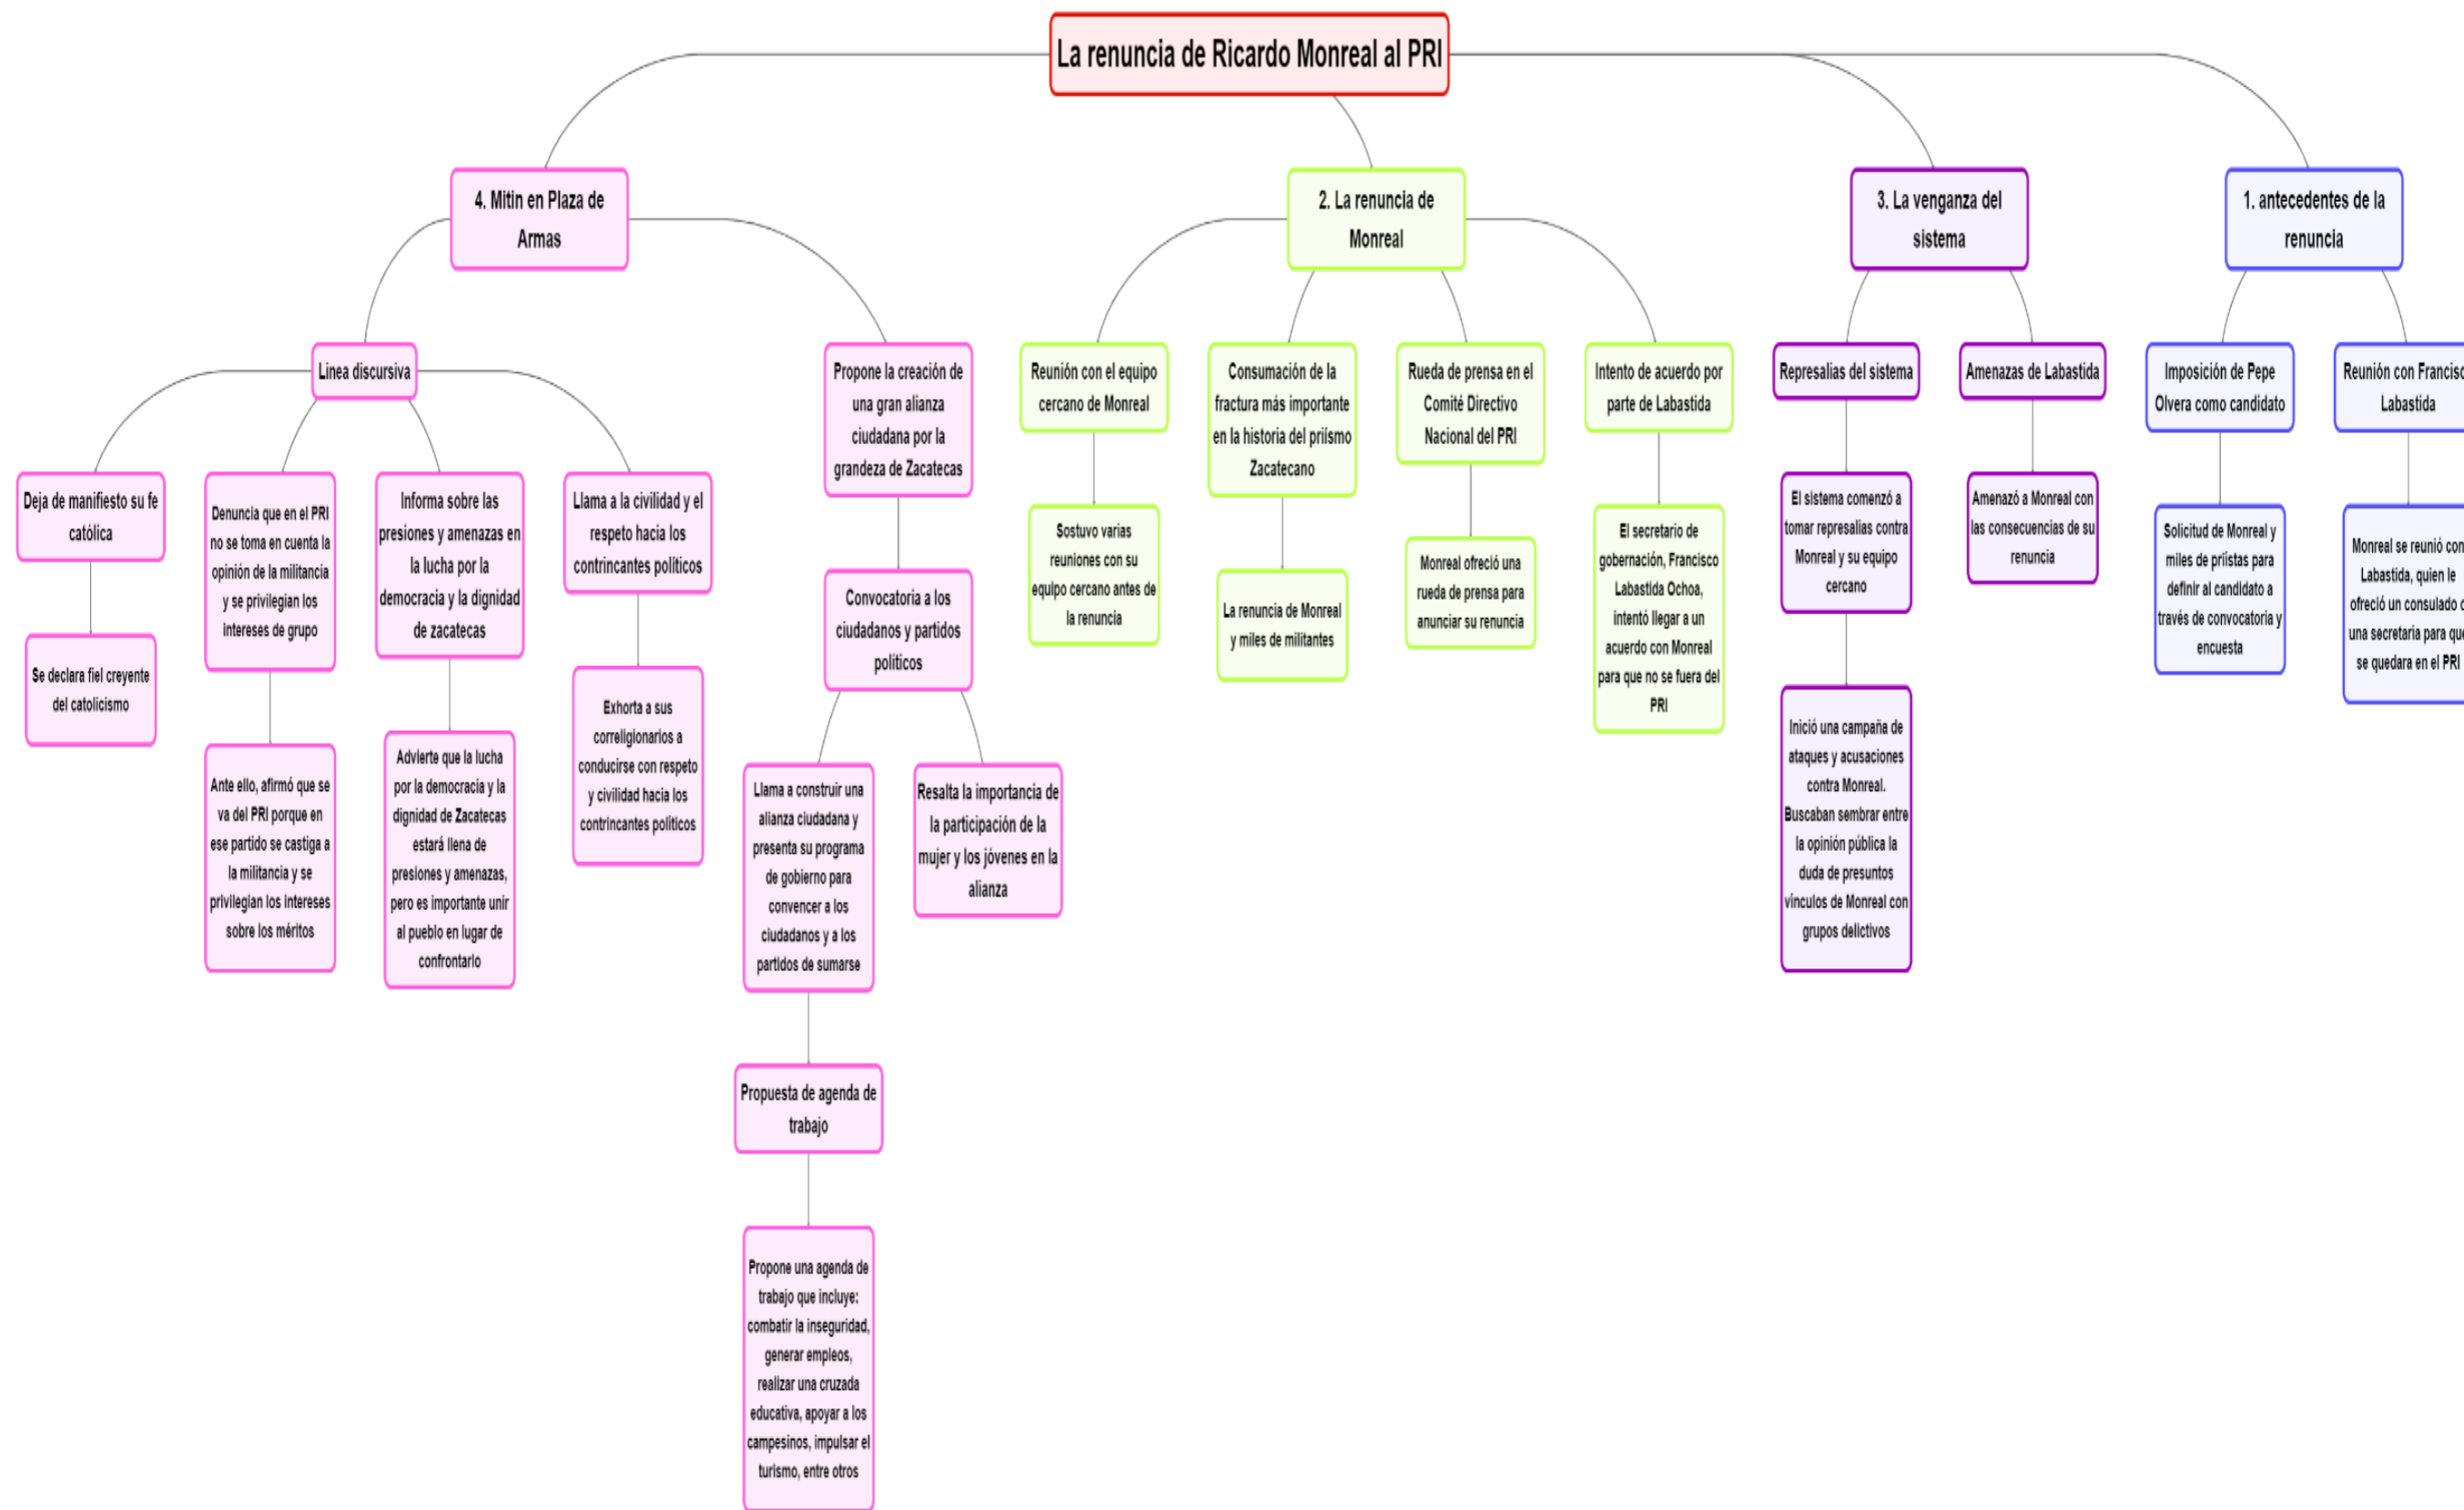 La renuncia de Ricardo Monreal al PRI
4. Mitin en Plaza de
Armas
2. La renuncia de
Monreal
3. La venganza del
sistema
1. antecedentes de la
renuncia
Linea discursiva
Propone la creación de
una gran alianza
ciudadana por la
grandeza de Zacatecas
Reunión con el equipo
cercano de Monreal
Consumación de la
fractura más importante
en la historia del priísmo
Zacatecano
Rueda de prensa en el
Comité Directivo
Nacional del PRI
Intento de acuerdo por
parte de Labastida
Represalias del sistema
Amenazas de Labastida
Imposición de Pepe
Olvera como candidato
Reunión con Francisc
Labastida
Deja de manifiesto su fe
católica
Denuncia que en el PRI
no se toma en cuenta la
opinión de la militancia
y se privilegian los
intereses de grupo
Informa sobre las
presiones y amenazas en
la lucha por la
democracia y la dignidad
de zacatecas
Llama a la civilidad y el
respeto hacia los
contrincantes políticos
Convocatoria a los
ciudadanos y partidos
políticos
Sostuvo varias
reuniones con su
equipo cercano antes de
la renuncia
La renuncia de Monreal
y miles de militantes
Monreal ofreció una
rueda de prensa para
anunciar su renuncia
El secretario de
gobernación, Francisco
Labastida Ochoa,
intentó llegar a un
acuerdo con Monreal
para que no se fuera del
PRI
El sistema comenzó a
tomar represalias contra
Monreal y su equipo
cercano
Amenazó a Monreal con
las consecuencias de su
renuncia
Solicitud de Monreal y
miles de priístas para
definir al candidato a
través de convocatoria y
encuesta
Monreal se reunió con
Labastida, quien le
ofreció un consulado
una secretaria para que
se quedara en el PRI
Se declara fiel creyente
del catolicismo
Ante ello, afirmó que se
va del PRI porque en
ese partido se castiga a
la militancia y se
privilegian los intereses
sobre los méritos
Advierte que la lucha
por la democracia y la
dignidad de Zacatecas
estará llena de
presiones y amenazas,
pero es importante unir
al pueblo en lugar de
confrontarlo
Exhorta a sus
correligionarios a
conducirse con respeto
y civilidad hacia los
contrincantes políticos
Llama a construir una
alianza ciudadana y
presenta su programa
de gobierno para
convencer a los
ciudadanos y a los
partidos de sumarse
Resalta la importancia de
la participación de la
mujer y los jóvenes en la
alianza
Inició una campaña de
ataques y acusaciones
contra Monreal.
Buscaban sembrar entre
la opinión pública la
duda de presuntos
vínculos de Monreal con
grupos delictivos
Propuesta de agenda de
trabajo
Propone una agenda de
trabajo que incluye:
combatir la inseguridad,
generar empleos,
realizar una cruzada
educativa, apoyar a los
campesinos, impulsar el
turismo, entre otros